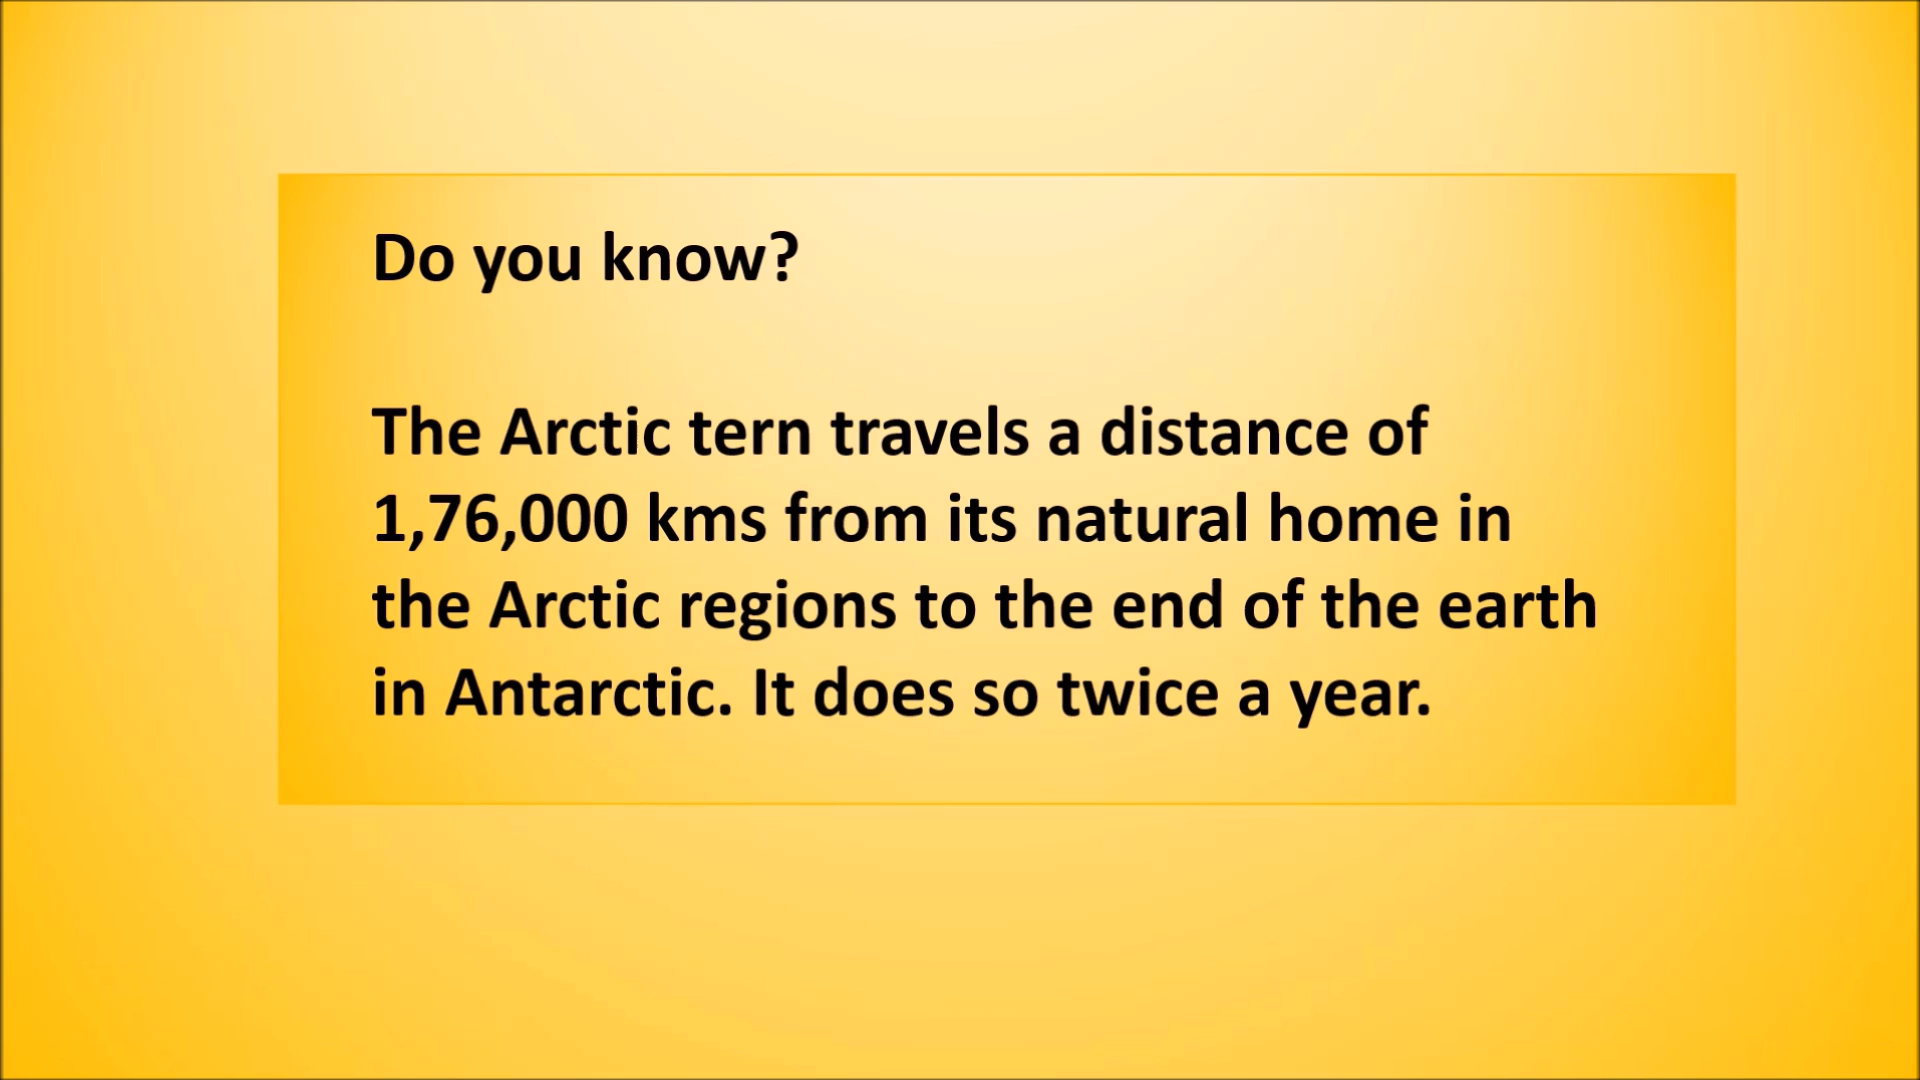 Do you know?
The Arctic tern travels a distance of
1,76,000 kms from its natural home in
the Arctic regions to the end of the earth
in Antarctic. It does so twice a year.